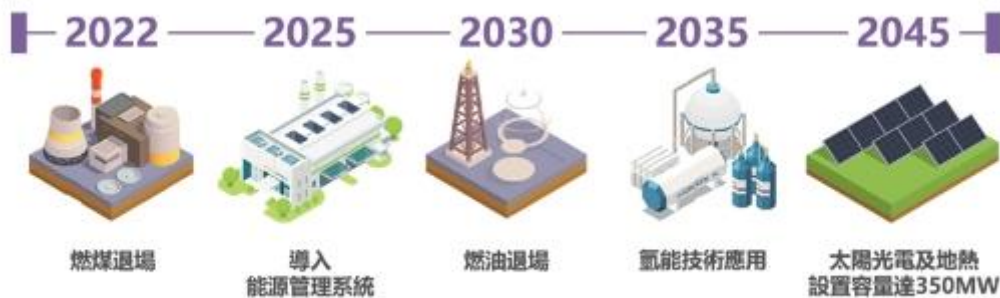 2022
2025
2030
2035
2045
燃煤退場
導入
能源管理系統
燃油退場
氫能技術應用
太陽光電及地熱
設置容量達350MW